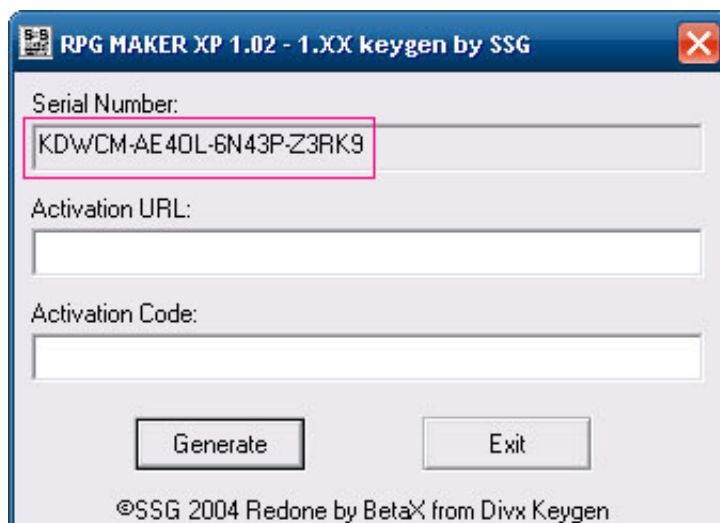 S-S
RPG MAKER XP 1.02 - 1.XX keygen by SSG
Serial Number:
KDWCM-AE4OL-6N43P-Z3RK9
Activation URL:
Activation Code:
Generate Exit
©SSG 2004 Redone by BetaX from Divx Keygen